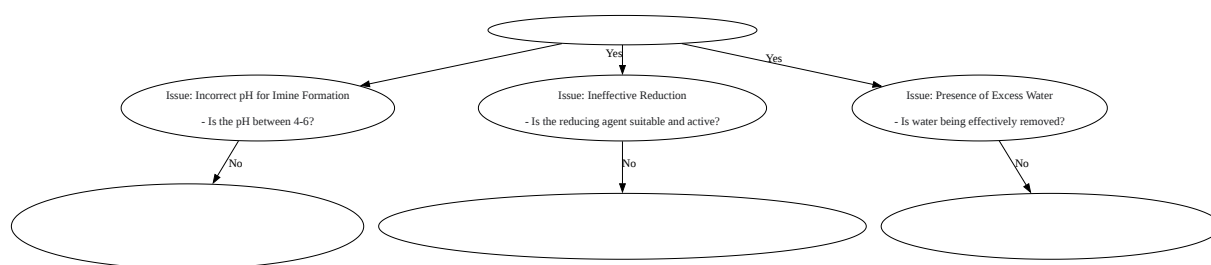 Yes
Yes
Issue: Incorrect pH for Imine Formation
- Is the pH between 4-6?
Issue: Ineffective Reduction
- Is the reducing agent suitable and active?
Issue: Presence of Excess Water
- Is water being effectively removed?
No
No
No